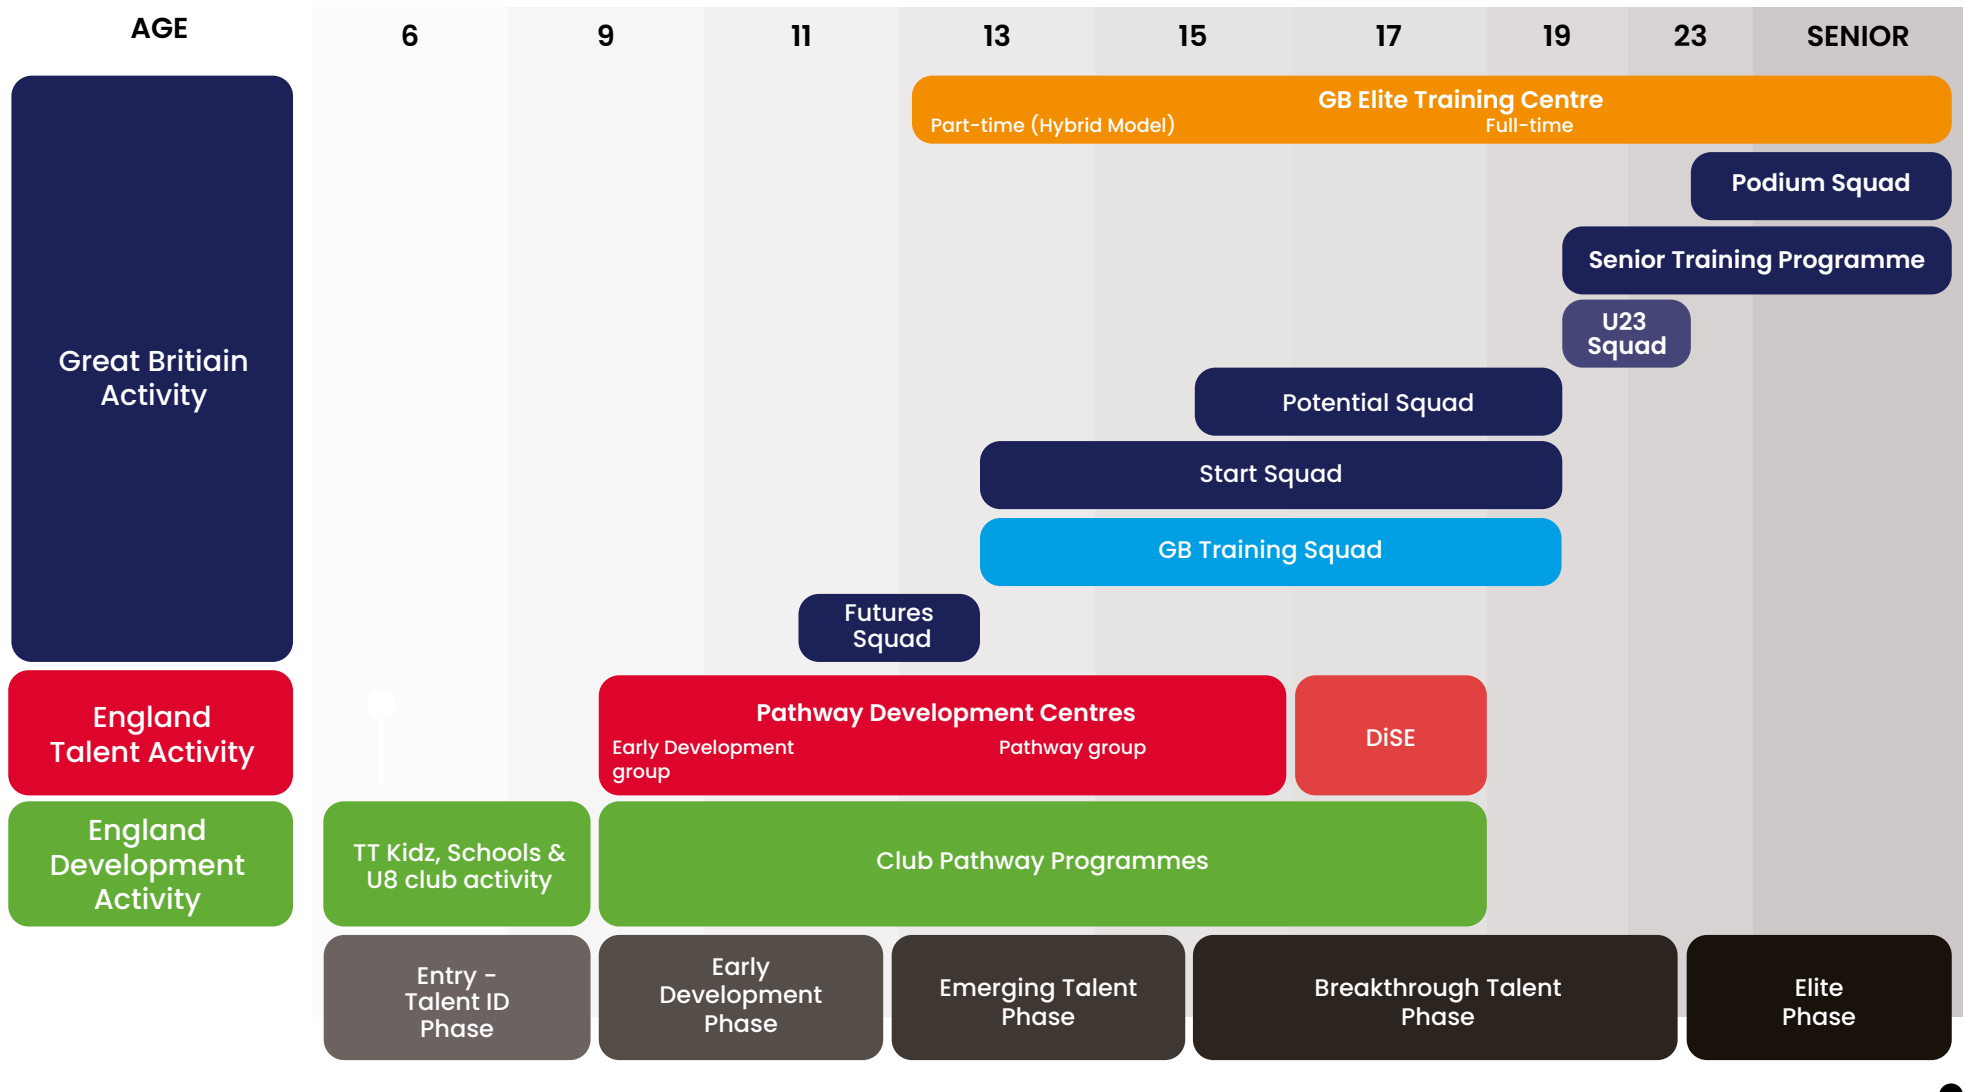 AGE
6
9
11
13
15
17
19
23
SENIOR
GB Elite Training Centre
Part-time (Hybrid Model)
Full-time
Podium Squad
Senior Training Programme
U23
Squad
Great Britiain
Activity
Potential Squad
Start Squad
GB Training Squad
Futures
Squad
England
Talent Activity
Pathway Development Centres
Early Development
group
Pathway group
DiSE
England
Development
Activity
TT Kidz, Schools &
U8 club activity
Club Pathway Programmes
Entry -
Talent ID
Phase
Early
Development
Phase
Emerging Talent
Phase
Breakthrough Talent
Phase
Elite
Phase